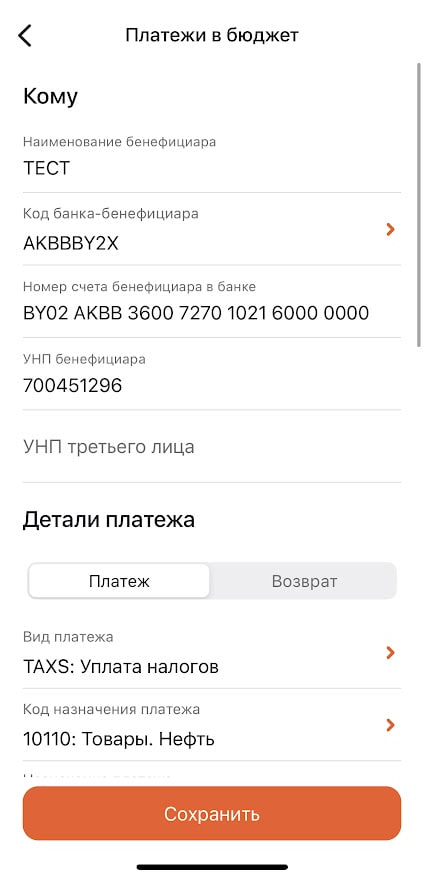 Платежи в бюджет
Кому
Наименование бенефициара
ТЕСТ
Код банка-бенефициара
AKBBBY2X
Номер счета бенефициара в банке
BY02 AKBB 3600 7270 1021 6000 0000
УНП бенефициара
700451296
УНП третьего лица
Детали платежа
Платеж
Возврат
Вид платежа
TAXS: Уплата налогов
Код назначения платежа
10110: Товары. Нефть
Сохранить